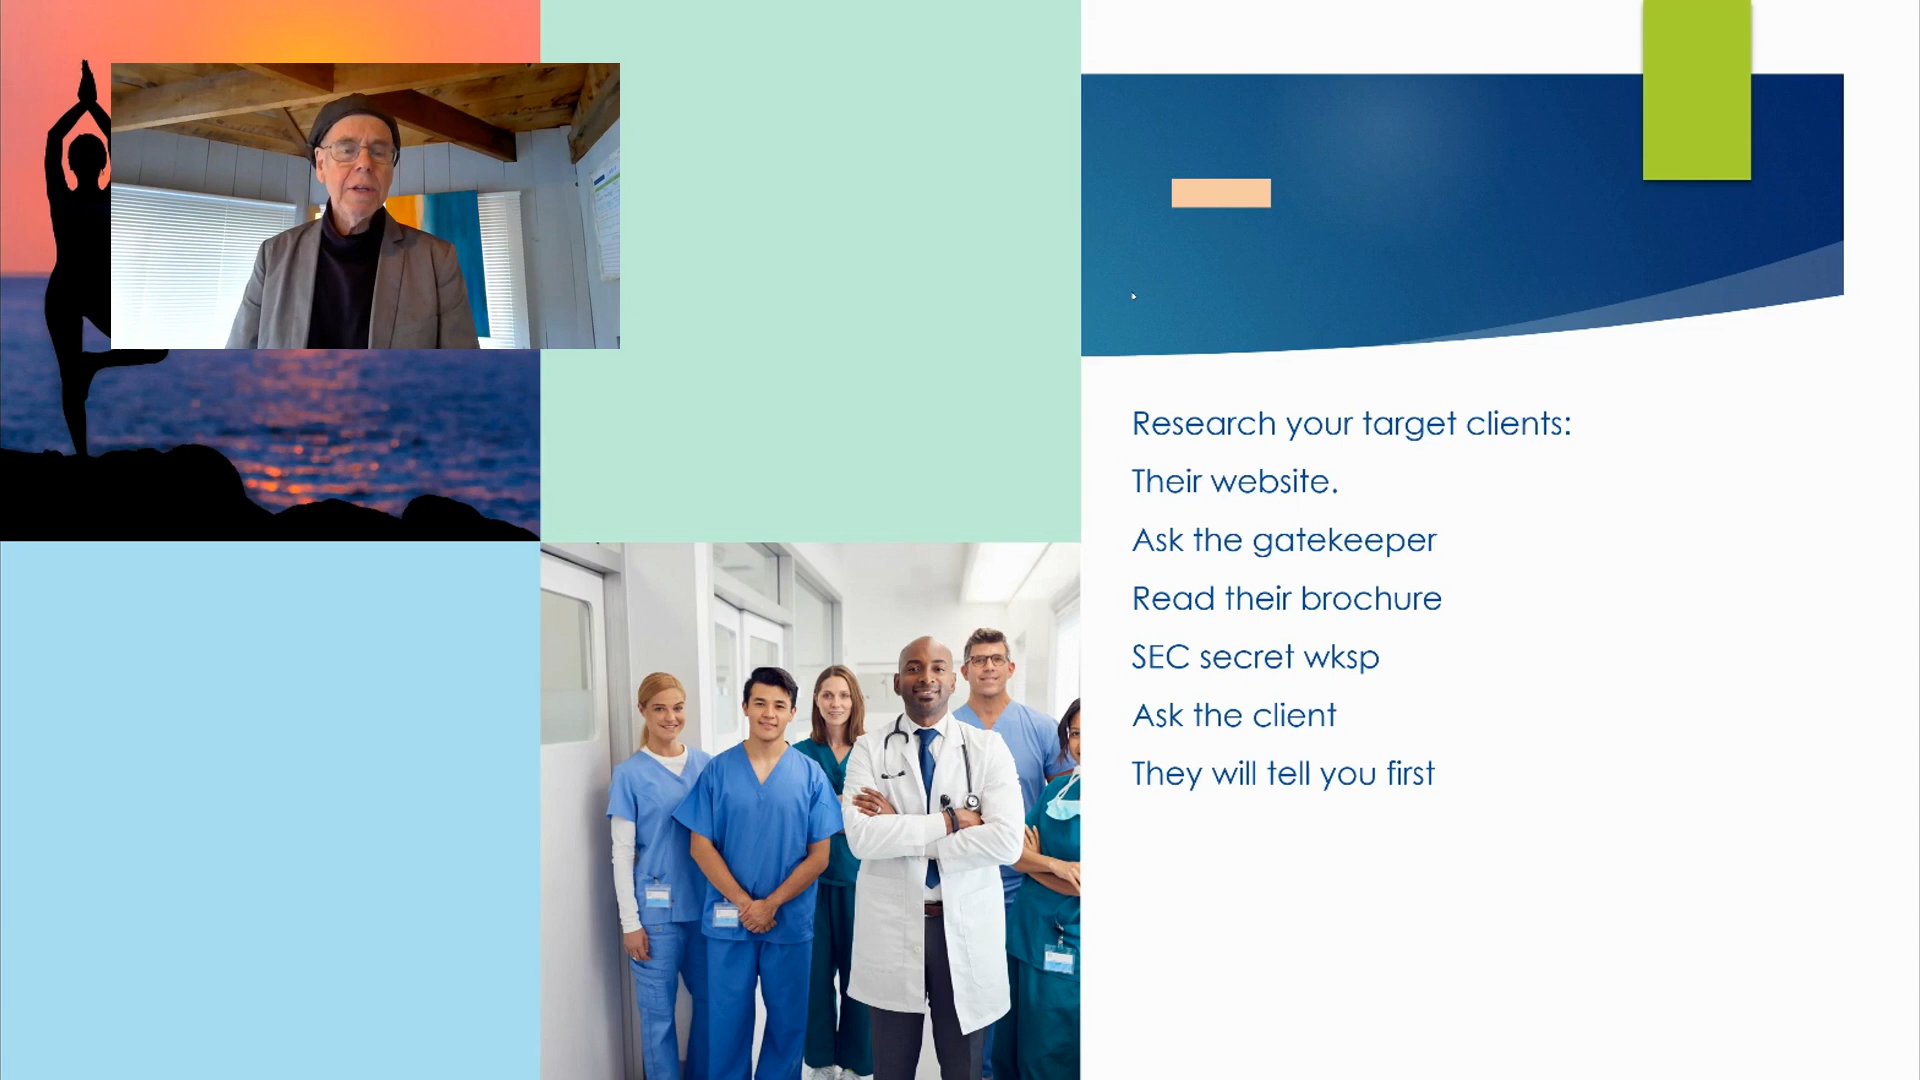 Research your target clients:
Their website.
Ask the gatekeeper
Read their brochure
SEC secret wksp
Ask the client
They will tell you first